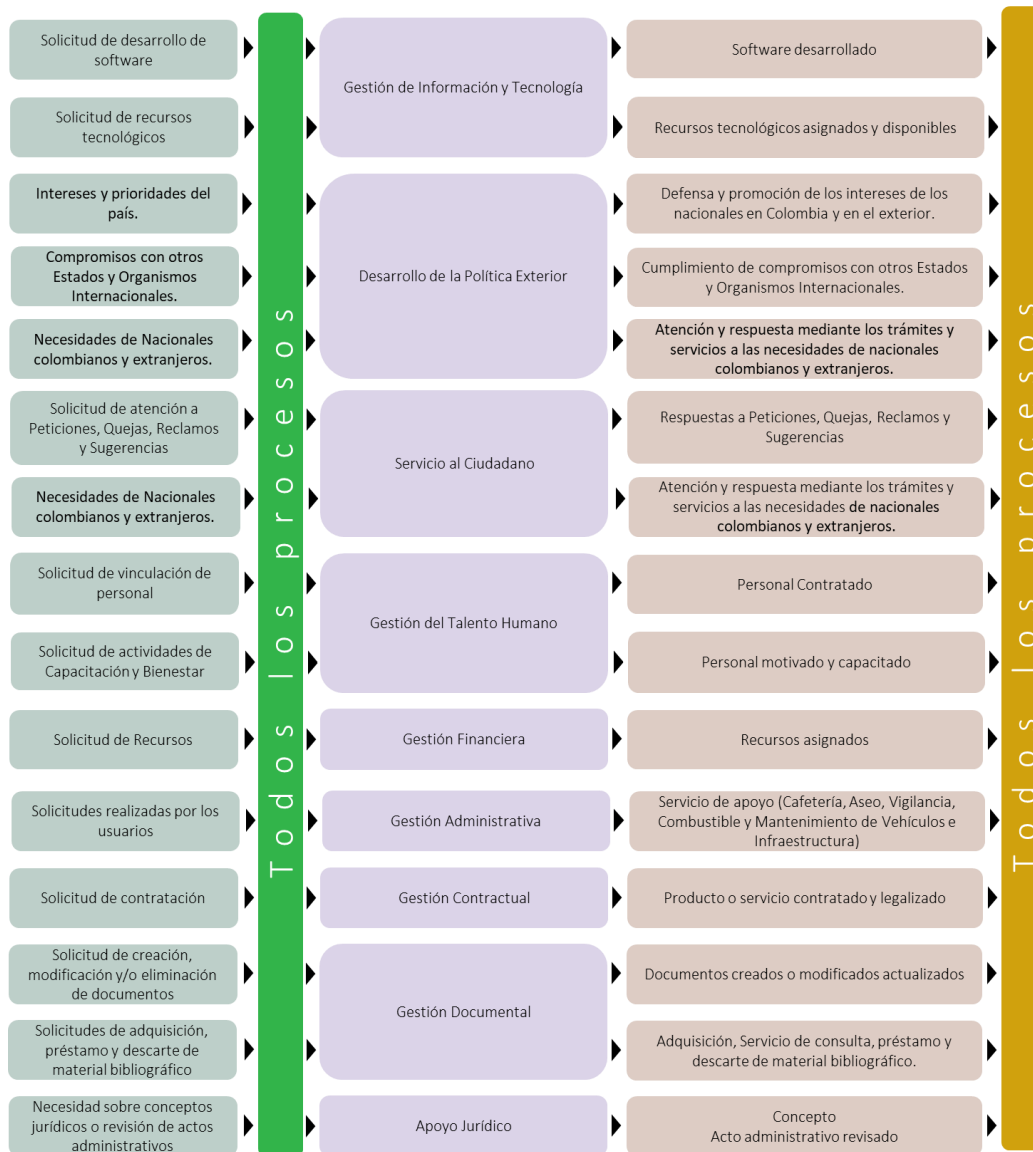 Solicitud de desarrollo de
software
Gestión de Información y Tecnología
Software desarrollado
Solicitud de recursos
tecnológicos
Recursos tecnológicos asignados y disponibles
Intereses y prioridades del
país.
Desarrollo de la Política Exterior
Defensa y promoción de los intereses de los
nacionales en Colombia y en el exterior.
Compromisos con otros
Estados y Organismos
Internacionales.
Cumplimiento de compromisos con otros Estados
y Organismos Internacionales.
Necesidades de Nacionales
colombianos y extranjeros.
Atención y respuesta mediante los trámites y
servicios a las necesidades de nacionales
colombianos y extranjeros.
Solicitud de atención a
Peticiones, Quejas, Reclamos
y Sugerencias
Servicio al Ciudadano
Respuestas a Peticiones, Quejas, Reclamos y
Sugerencias
Necesidades de Nacionales
colombianos y extranjeros.
Atención y respuesta mediante los trámites y
servicios a las necesidades de nacionales
colombianos y extranjeros.
Solicitud de vinculación de
personal
Gestión del Talento Humano
Personal Contratado
Solicitud de actividades de
Capacitación y Bienestar
Personal motivado y capacitado
Solicitud de Recursos
Gestión Financiera
Recursos asignados
Solicitudes realizadas por los
usuarios
Gestión Administrativa
Servicio de apoyo (Cafetería, Aseo, Vigilancia,
Combustible y Mantenimiento de Vehículos e
Infraestructura)
Solicitud de contratación
Gestión Contractual
Producto o servicio contratado y legalizado
Solicitud de creación,
modificación y/o eliminación
de documentos
Gestión Documental
Documentos creados o modificados actualizados
Solicitudes de adquisición,
préstamo y descarte de
material bibliográfico
Adquisición, Servicio de consulta, préstamo y
descarte de material bibliográfico.
Necesidad sobre conceptos
jurídicos o revisión de actos
administrativos
Apoyo Jurídico
Concepto
Acto administrativo revisado
Todos los procesos
Todos los procesos